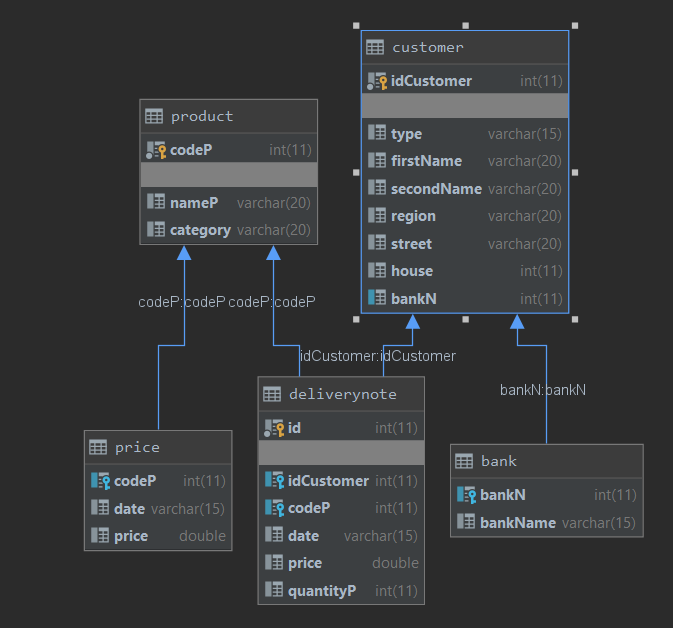 customer
idCustomer int(11)
type varchar(15)
firstName varchar(20)
secondName varchar(20)
region varchar(20)
street varchar(20)
house int(11)
bankN int(11)
product
codeP int(11)
nameP varchar(20)
category varchar(20)
codeP:codeP
codeP:codeP
idCustomer:idCustomer
bankN:bankN
price
codeP int(11)
date varchar(15)
price double
deliverynote
id int(11)
idCustomer int(11)
codeP int(11)
date varchar(15)
price double
quantityP int(11)
bank
bankN int(11)
bankName varchar(15)